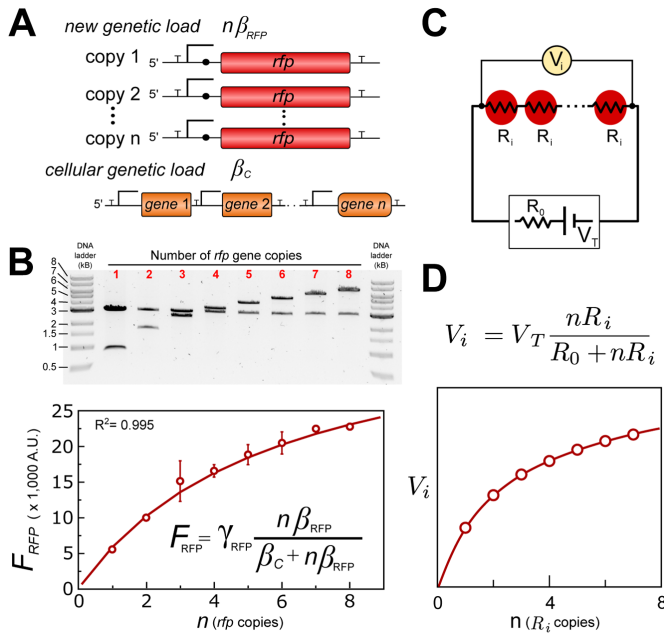 A
new genetic load nβRFP
copy 1 5' rfp
copy 2 5' rfp
copy n 5' rfp
cellular genetic load βC
5' gene 1 gene 2 gene n
B
DNA ladder (kB)
Number of rfp gene copies
DNA ladder (kB)
1 2 3 4 5 6 7 8
8
7
6
5
4
3
2
1
0.5
25
20
15
10
5
0
R²= 0.995
FRFP ( x 1,000 A.U.)
FRFP = γRFP nβRFP / βC + nβRFP
0 2 4 6 8
n (rfp copies)
C
Vi
Ri Ri Ri
R0
VT
D
Vi = VT nRi / R0 + nRi
Vi
0 2 4 6 8
n (Ri copies)